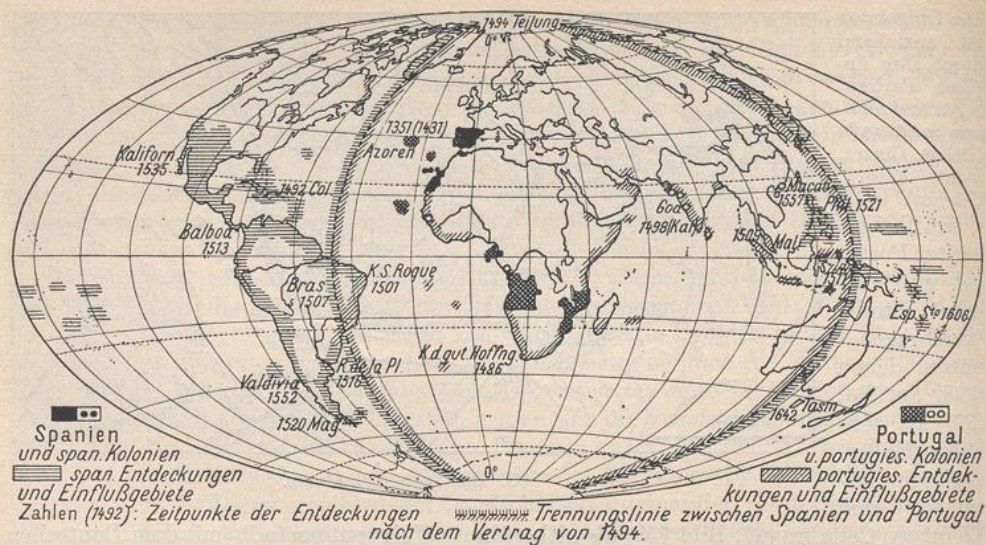 1494 Teilung
0°
1351 (1431)
Azoren
Kaliforn.
1535
1492 Col.
Balboa
1513
Bras.
1507
K.S.Roque
1501
R. de la Pl.
1516
Valdivia
1552
1520 Mag.
K.d.gut.Hoffng
1486
Goa
1498 (Kal.)
Macao
1557
Phil. 1521
Mal.
Esp. Sto 1606
Tasm
1642
0°
Spanien
und span. Kolonien
span. Entdeckungen
und Einflußgebiete
Portugal
u. portugies. Kolonien
portugies. Entdek-
kungen und Einflußgebiete
Zahlen (1492): Zeitpunkte der Entdeckungen
Trennungslinie zwischen Spanien und Portugal
nach dem Vertrag von 1494.